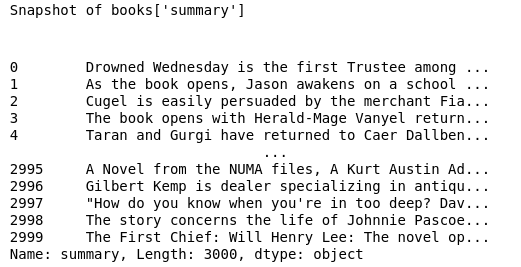 Snapshot of books['summary']
0 Drowned Wednesday is the first Trustee among ...
1 As the book opens, Jason awakens on a school ...
2 Cugel is easily persuaded by the merchant Fia...
3 The book opens with Herald-Mage Vanyel return...
4 Taran and Gurgi have returned to Caer Dallben...
...
2995 A Novel from the NUMA files, A Kurt Austin Ad...
2996 Gilbert Kemp is dealer specializing in antiqu...
2997 "How do you know when you're in too deep? Dav...
2998 The story concerns the life of Johnnie Pascoe...
2999 The First Chief: Will Henry Lee: The novel op...
Name: summary, Length: 3000, dtype: object